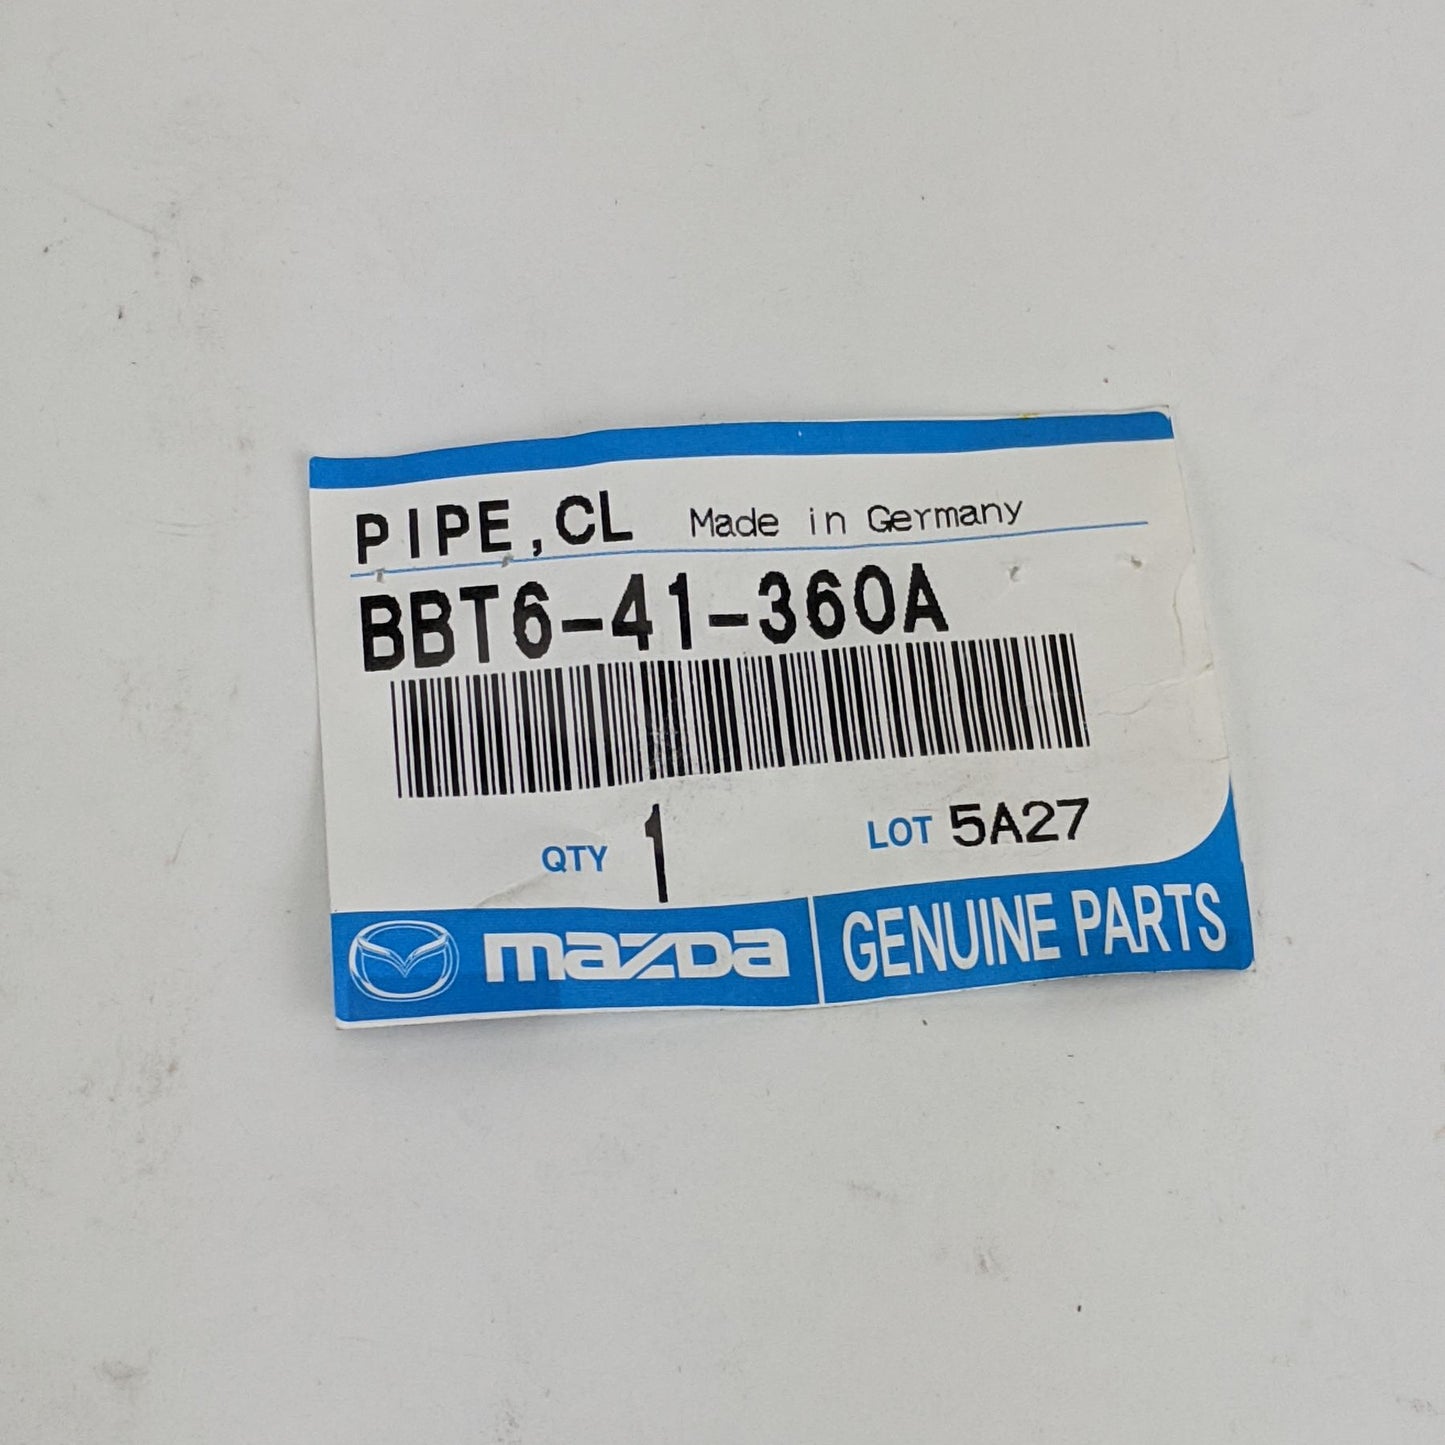 PIPE,CL Made in Germany
BBT6-41-360A
QTY 1 LOT 5A27
mazda GENUINE PARTS